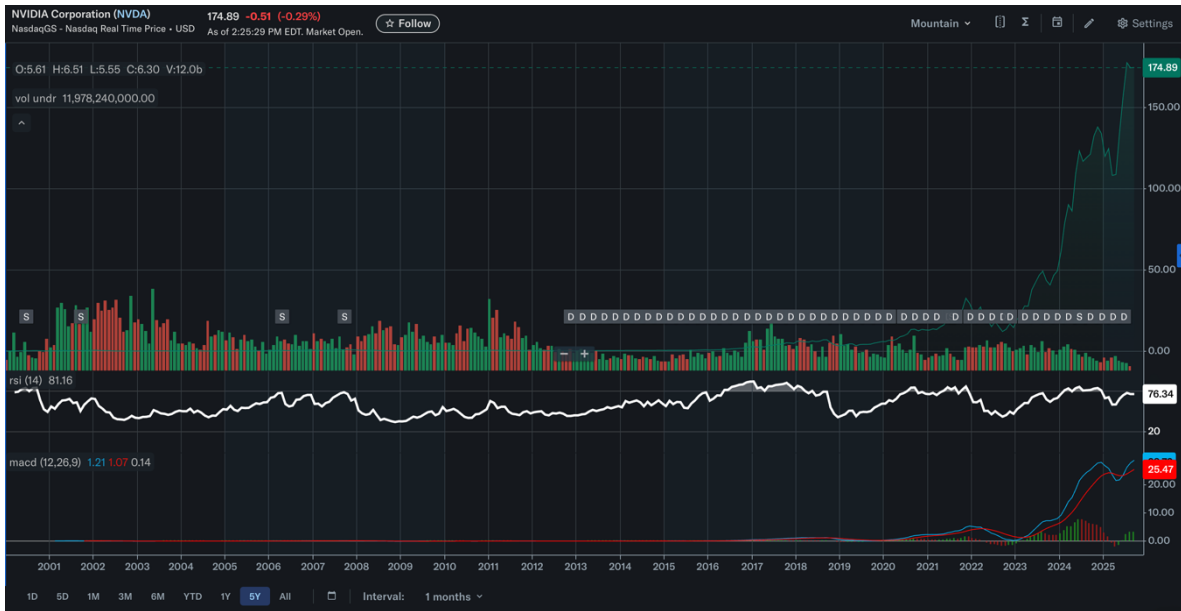 NVIDIA Corporation (NVDA)
NasdaqGS - Nasdaq Real Time Price • USD
174.89 -0.51 (-0.29%)
As of 2:25:29 PM EDT. Market Open.
☆ Follow
Mountain
Σ
Settings
O:5.61 H:6.51 L:5.55 C:6.30 V:12.0b
174.89
vol undr 11,978,240,000.00
150.00
100.00
50.00
S S S S D D D D D D D D D D D D D D D D D D D D D D D D D D D D D D D D D D D D D D D D D D D S D D D D
0.00
− +
rsi (14) 81.16
76.34
20
macd (12,26,9) 1.21 1.07 0.14
25.47
20.00
10.00
0.00
2001 2002 2003 2004 2005 2006 2007 2008 2009 2010 2011 2012 2013 2014 2015 2016 2017 2018 2019 2020 2021 2022 2023 2024 2025
1D 5D 1M 3M 6M YTD 1Y 5Y All Interval: 1 months